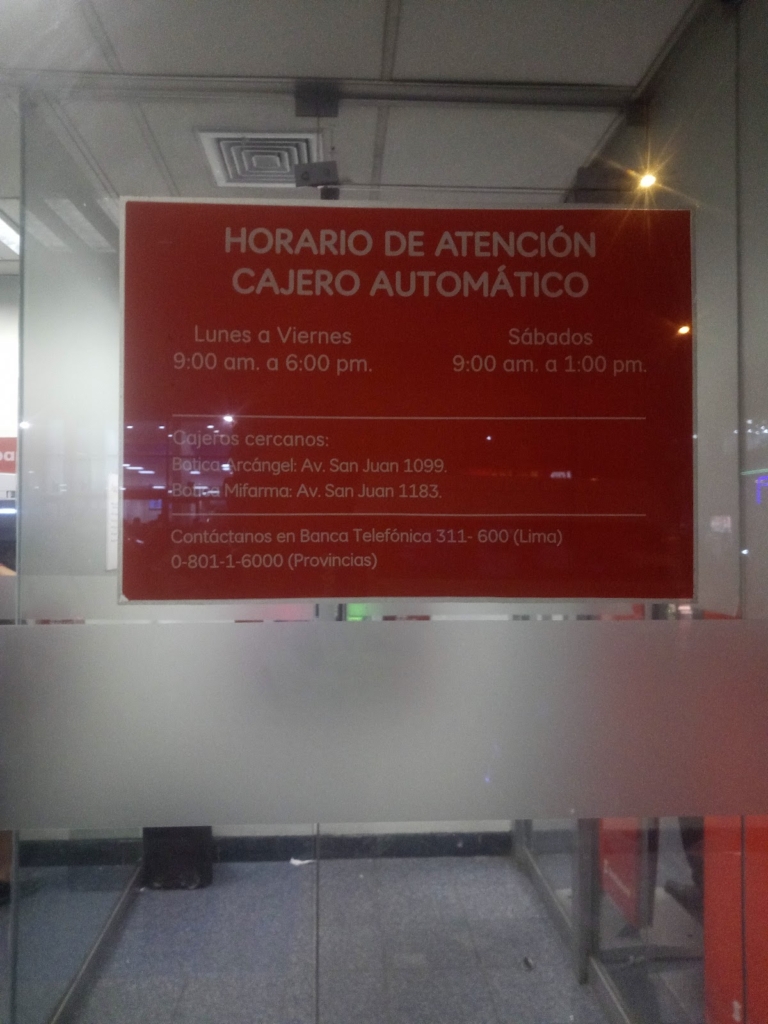 HORARIO DE ATENCIÓN
CAJERO AUTOMÁTICO
Lunes a Viernes
9:00 am. a 6:00 pm.
Sábados
9:00 am. a 1:00 pm.
Cajeros cercanos:
Botica Arcángel: Av. San Juan 1099.
Botica Mifarma: Av. San Juan 1183.
Contáctanos en Banca Telefónica 311- 600 (Lima)
0-801-1-6000 (Provincias)